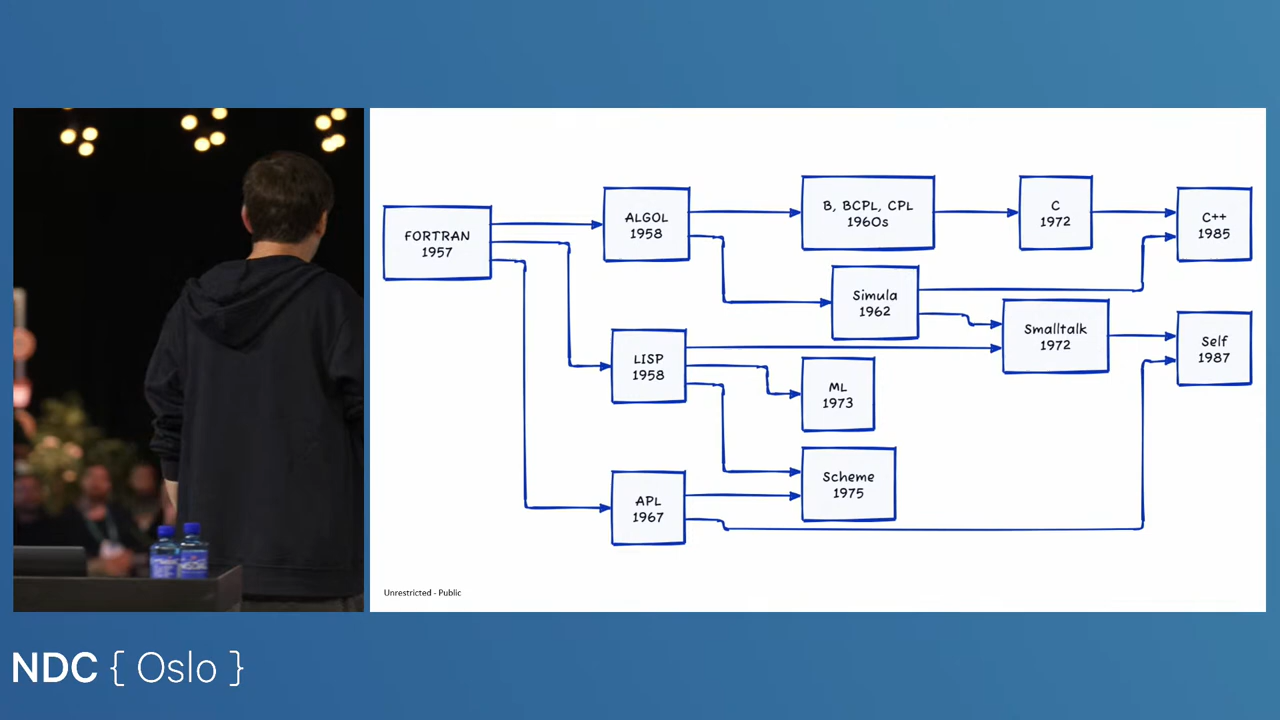 FORTRAN
1957
ALGOL
1958
B, BCPL, CPL
1960s
C
1972
C++
1985
Simula
1962
Smalltalk
1972
Self
1987
LISP
1958
ML
1973
Scheme
1975
APL
1967
Unrestricted - Public
NDC { Oslo }